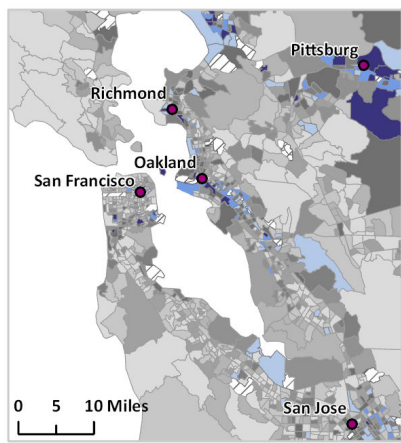 Pittsburg
Richmond
Oakland
San Francisco
San Jose
0 5 10 Miles